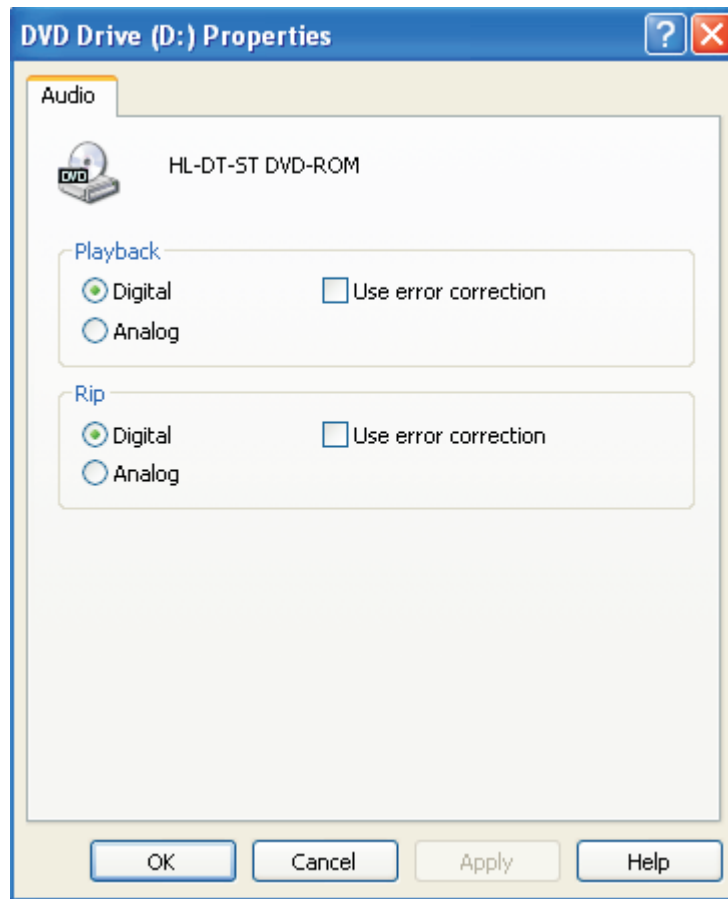 DVD Drive (D:) Properties
Audio
DVD
HL-DT-ST DVD-ROM
Playback
Digital
Use error correction
Analog
Rip
Digital
Use error correction
Analog
OK
Cancel
Apply
Help